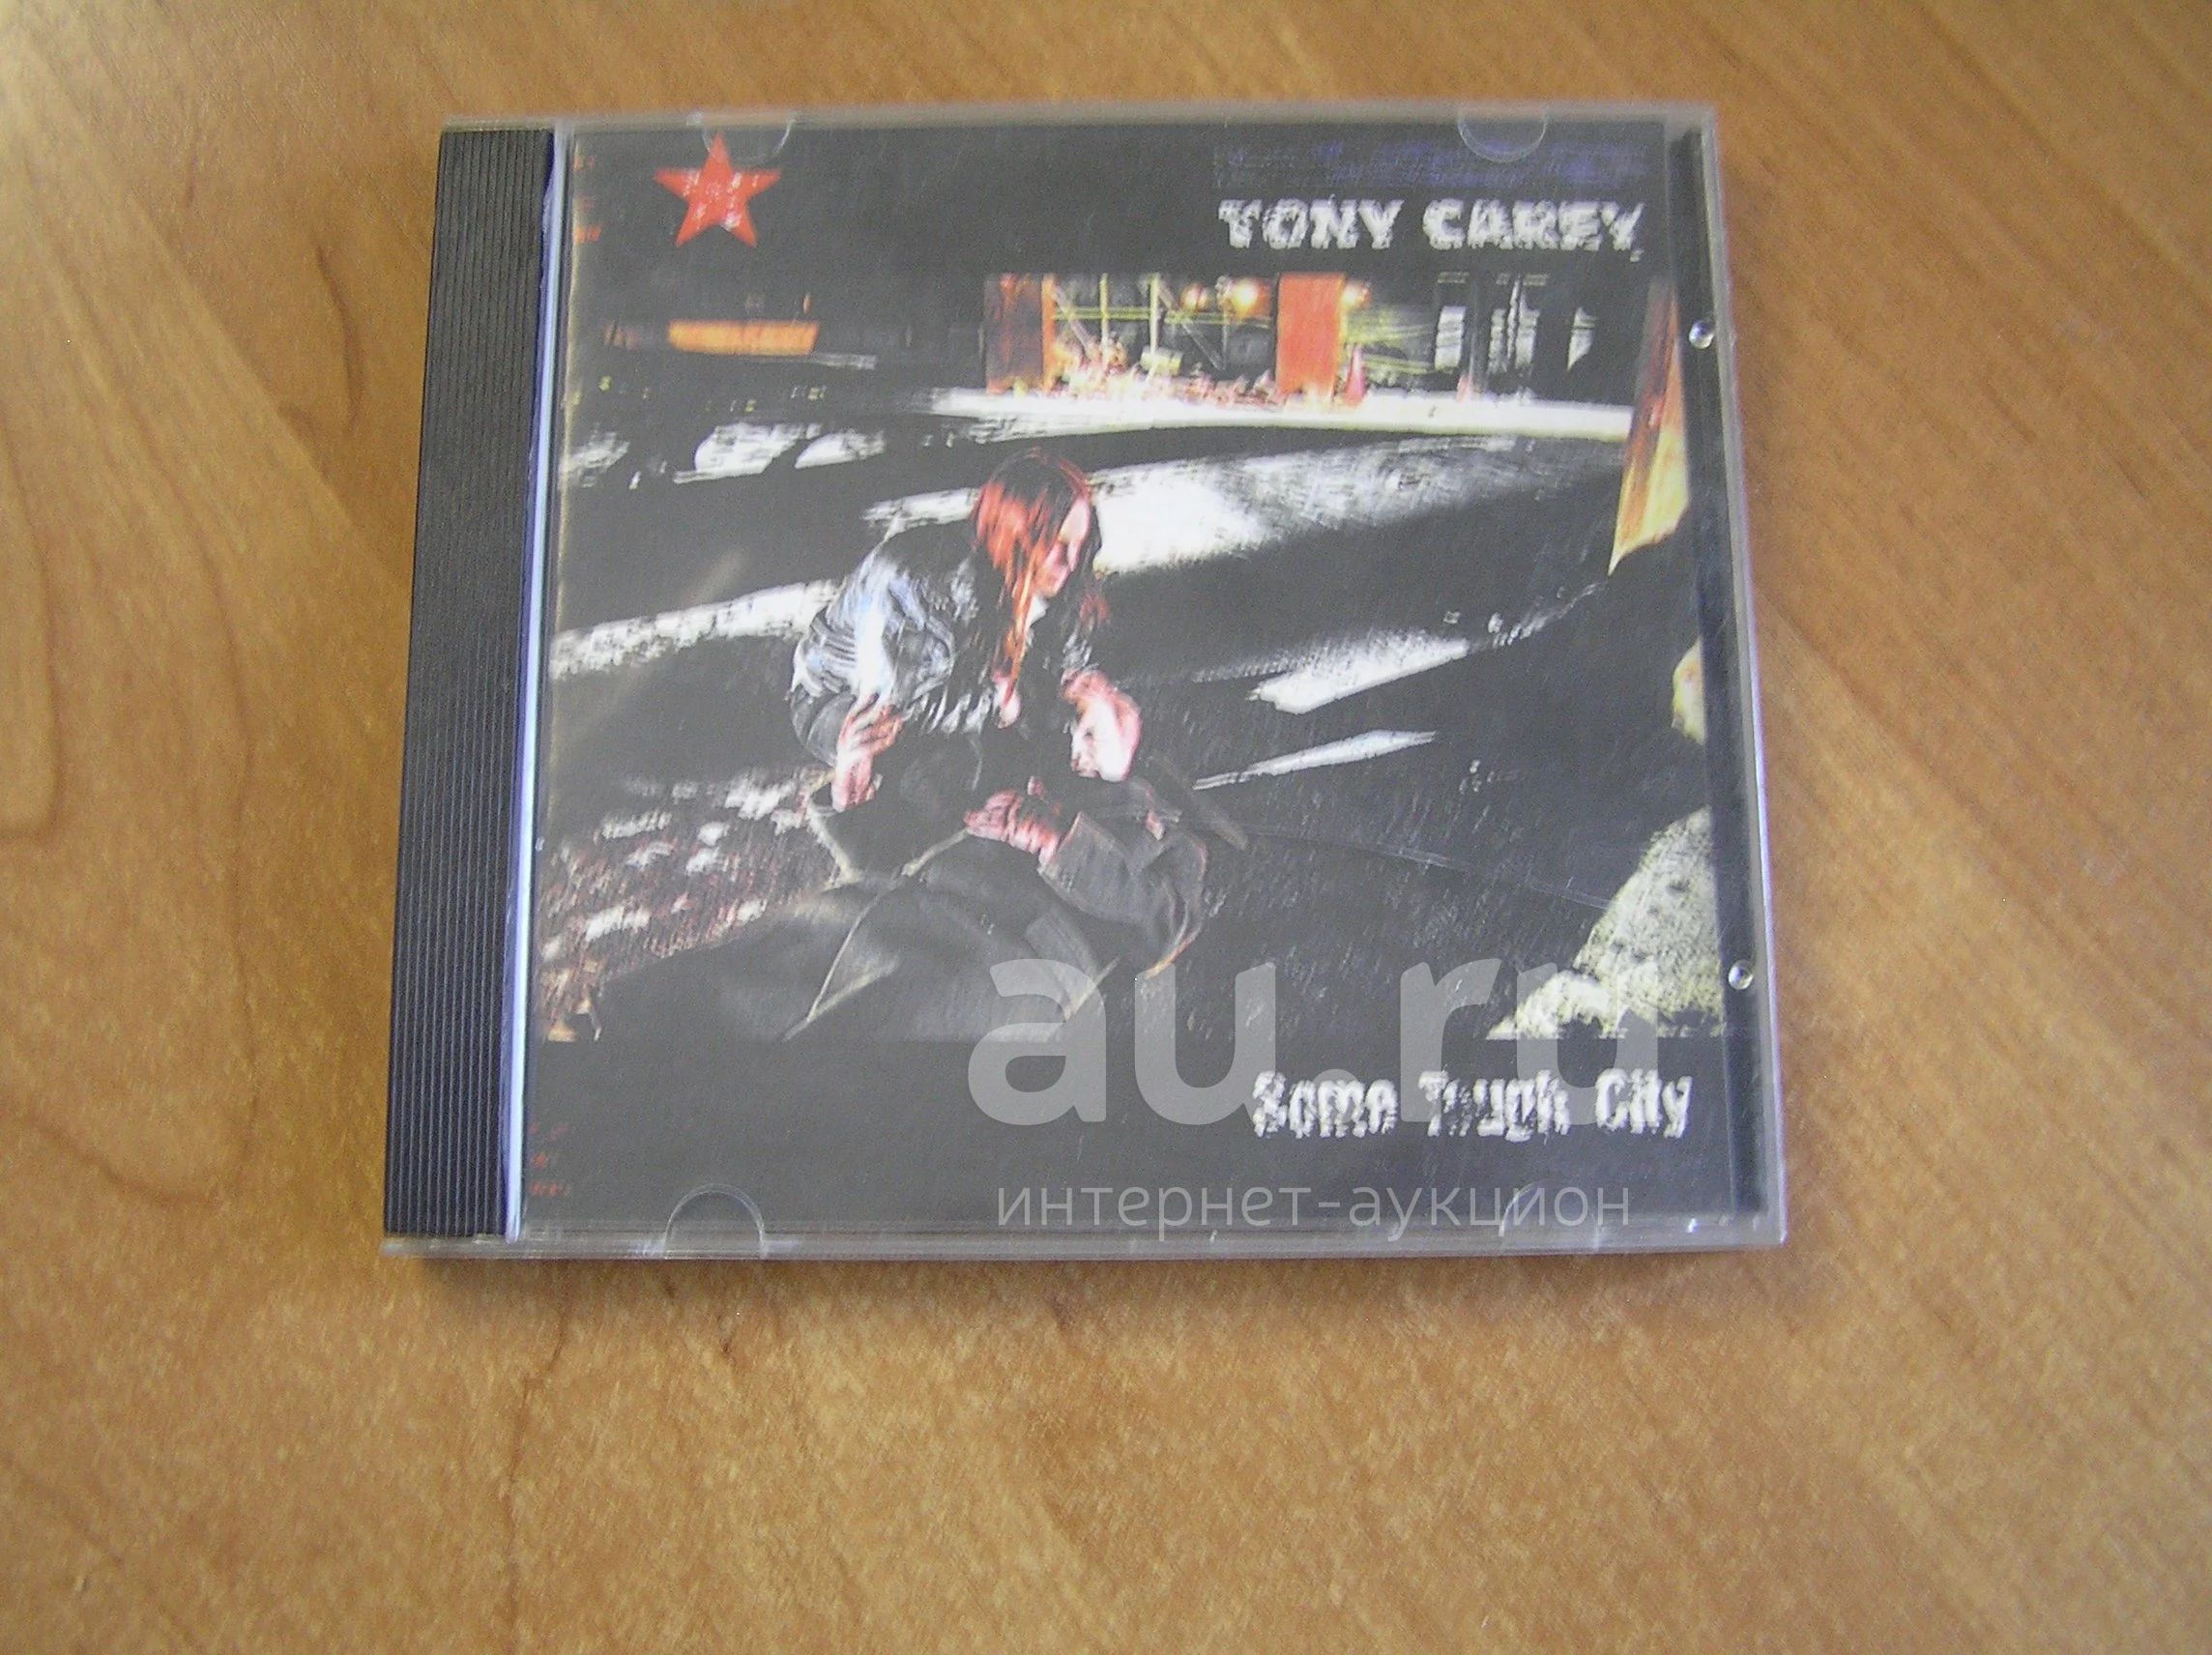 TONY CAREY
au.ru
Some Tough City
интернет-аукцион